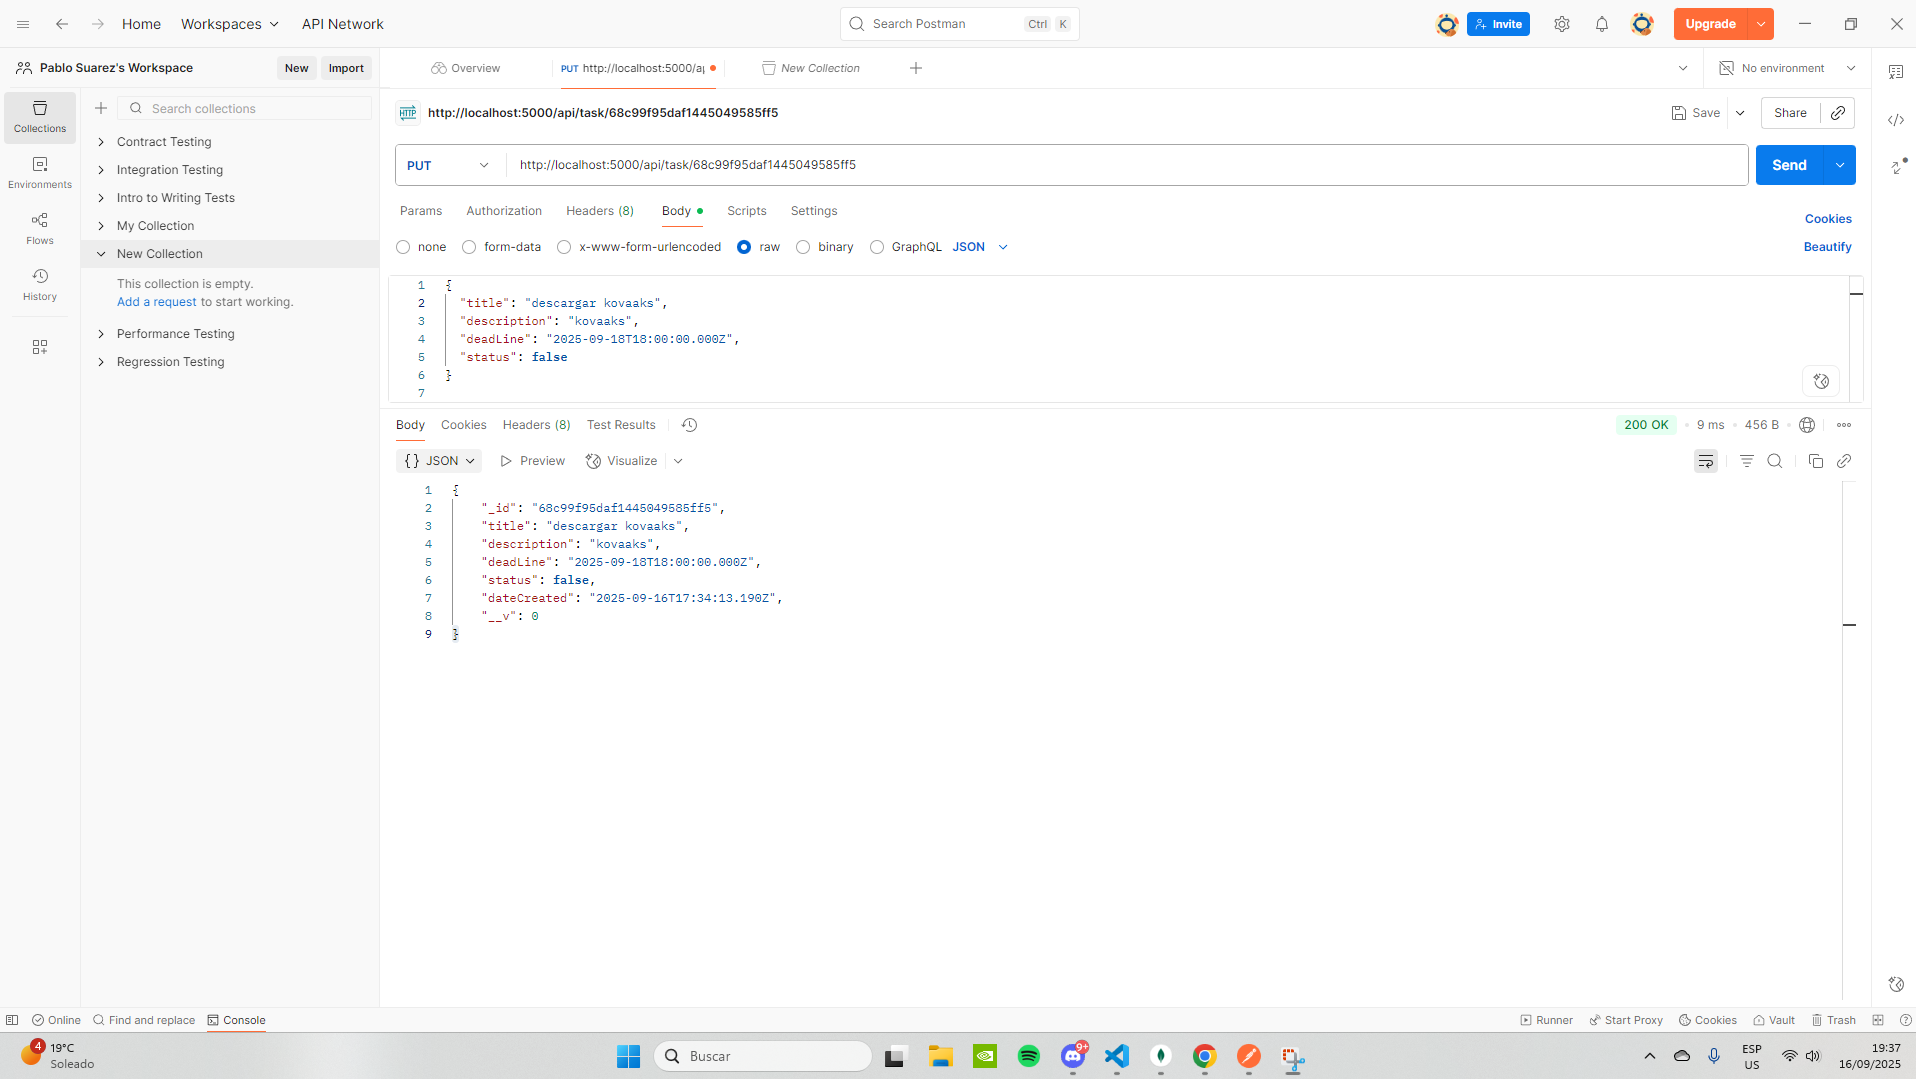 Home Workspaces API Network Search Postman Ctrl K Invite Upgrade
Pablo Suarez's Workspace New Import Overview PUT http://localhost:5000/a New Collection No environment
Collections
Environments
Flows
History
Search collections
Contract Testing
Integration Testing
Intro to Writing Tests
My Collection
New Collection
This collection is empty.
Add a request to start working.
Performance Testing
Regression Testing
HTTP http://localhost:5000/api/task/68c99f95daf1445049585ff5 Save Share
PUT http://localhost:5000/api/task/68c99f95daf1445049585ff5 Send
Params Authorization Headers (8) Body Scripts Settings Cookies
none form-data x-www-form-urlencoded raw binary GraphQL JSON Beautify
1 {
2 "title": "descargar kovaaks",
3 "description": "kovaaks",
4 "deadLine": "2025-09-18T18:00:00.000Z",
5 "status": false
6 }
7
Body Cookies Headers (8) Test Results 200 OK 9 ms 456 B
{} JSON Preview Visualize
1 {
2 "_id": "68c99f95daf1445049585ff5",
3 "title": "descargar kovaaks",
4 "description": "kovaaks",
5 "deadLine": "2025-09-18T18:00:00.000Z",
6 "status": false,
7 "dateCreated": "2025-09-16T17:34:13.190Z",
8 "__v": 0
9 }
Online Find and replace Console Runner Start Proxy Cookies Vault Trash
4 19°C
Soleado
Buscar
9+
ESP
US
19:37
16/09/2025